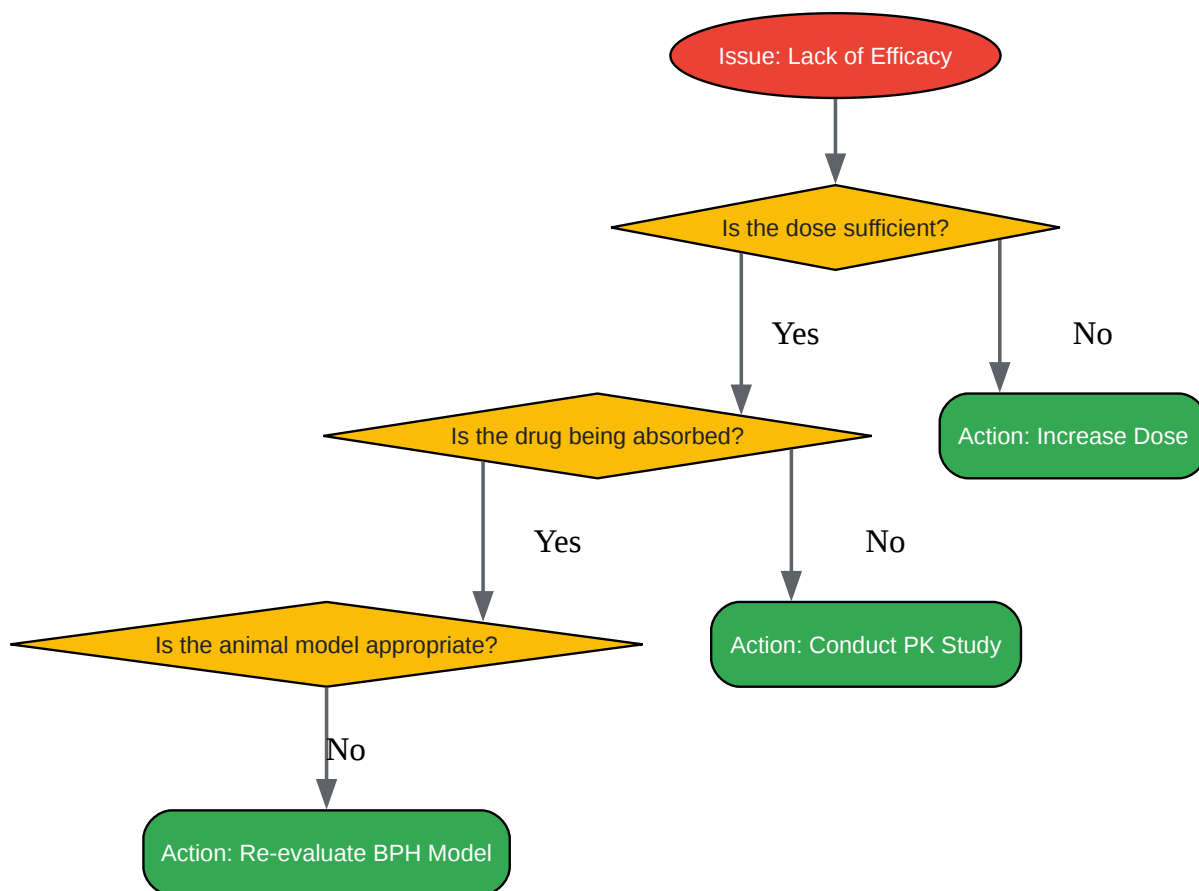 Issue: Lack of Efficacy
Is the dose sufficient?
Yes
No
Action: Increase Dose
Is the drug being absorbed?
Yes
No
Action: Conduct PK Study
Is the animal model appropriate?
No
Action: Re-evaluate BPH Model